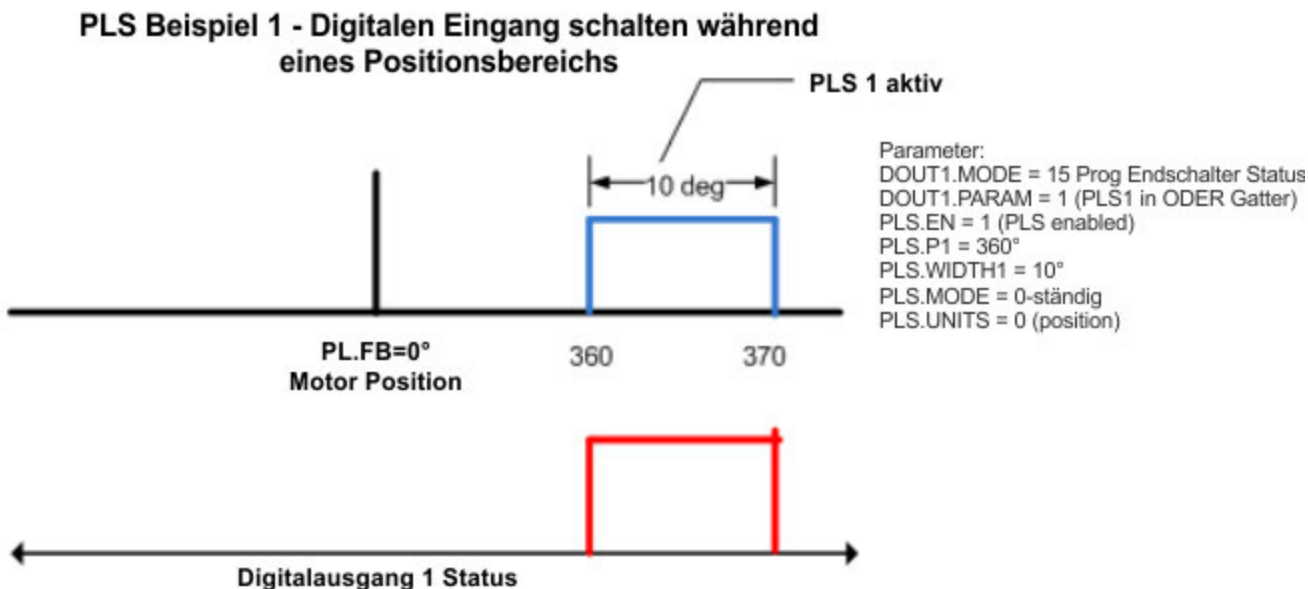 PLS Beispiel 1 - Digitalen Eingang schalten während
eines Positionsbereichs
PLS 1 aktiv
10 deg
Parameter:
DOUT1.MODE = 15 Prog Endschalter Status
DOUT1.PARAM = 1 (PLS1 in ODER Gatter)
PLS.EN = 1 (PLS enabled)
PLS.P1 = 360°
PLS.WIDTH1 = 10°
PLS.MODE = 0-ständig
PLS.UNITS = 0 (position)
PL.FB=0°
Motor Position
360
370
Digitalausgang 1 Status